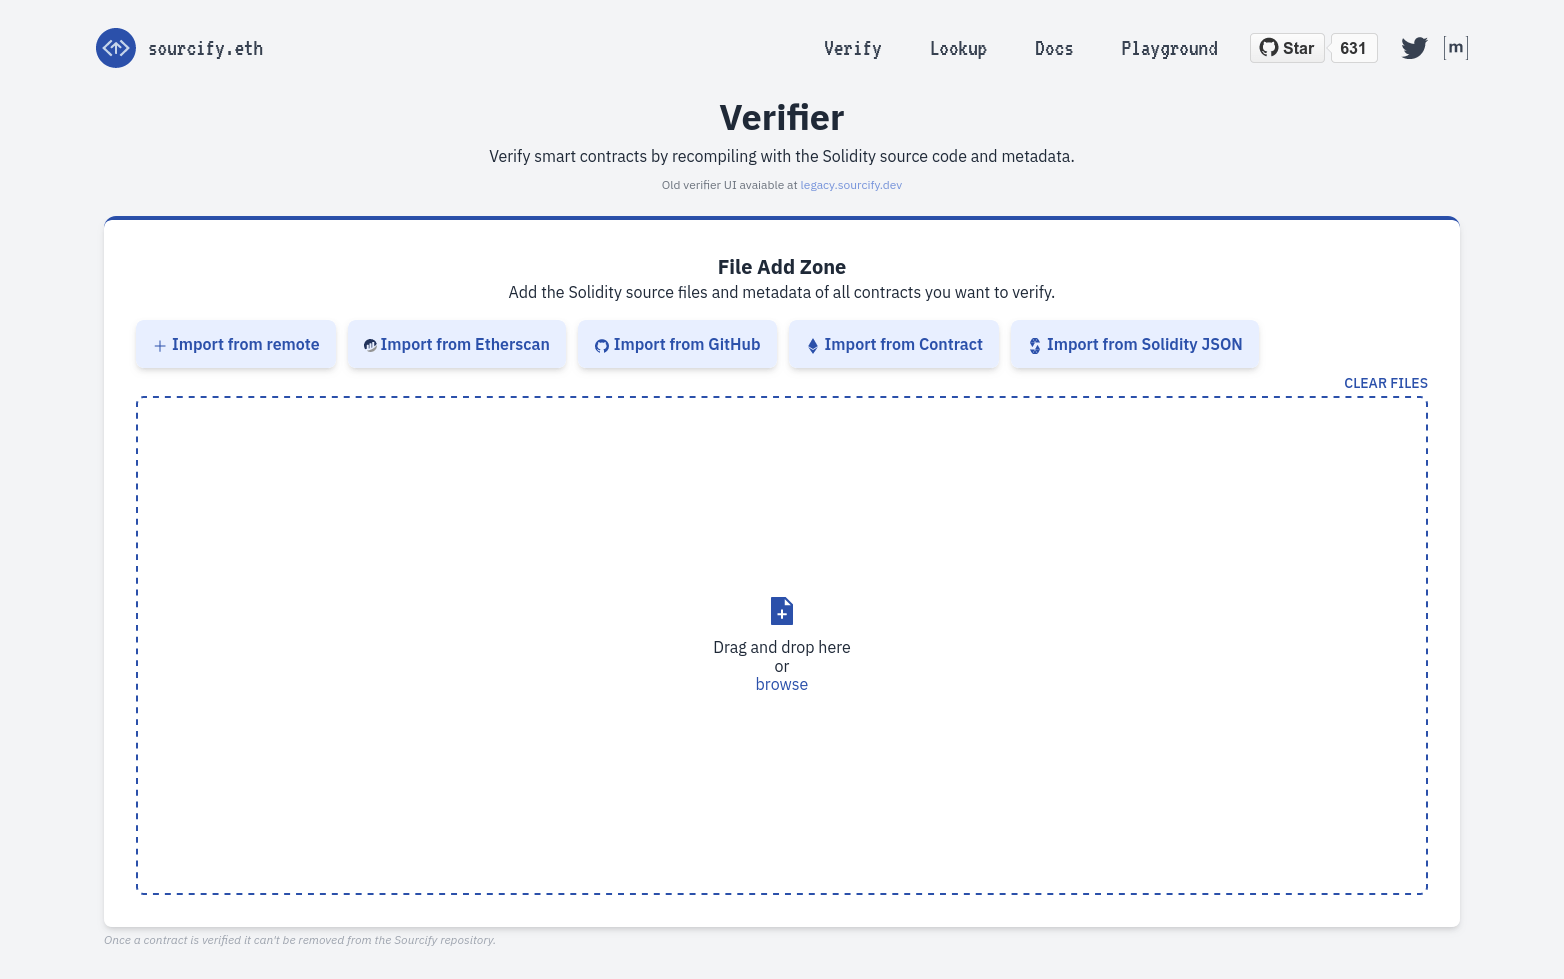 sourcify.eth
Verify Lookup Docs Playground Star 631 [m]
Verifier
Verify smart contracts by recompiling with the Solidity source code and metadata.
Old verifier UI avaiable at legacy.sourcify.dev
File Add Zone
Add the Solidity source files and metadata of all contracts you want to verify.
Import from remote Import from Etherscan Import from GitHub Import from Contract Import from Solidity JSON
CLEAR FILES
Drag and drop here
or
browse
Once a contract is verified it can't be removed from the Sourcify repository.